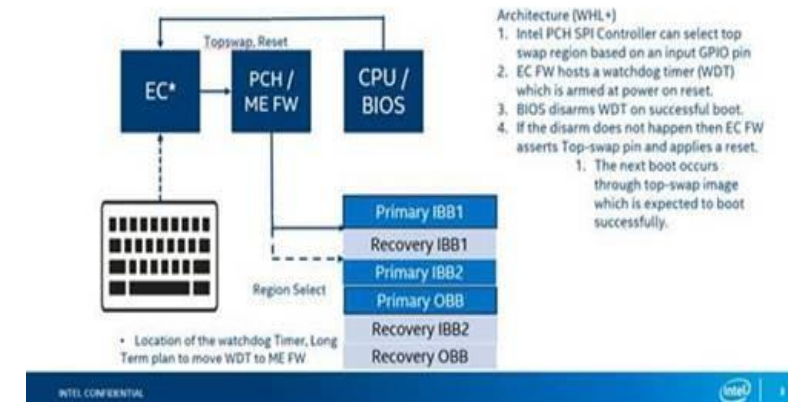 Topswap, Reset
EC*
PCH /
ME FW
CPU /
BIOS
Primary IBB1
Recovery IBB1
Primary IBB2
Primary OBB
Recovery IBB2
Recovery OBB
Region Select
• Location of the watchdog Timer, Long
Term plan to move WDT to ME FW
Architecture (WHL+)
1. Intel PCH SPI Controller can select top
swap region based on an input GPIO pin
2. EC FW hosts a watchdog timer (WDT)
which is armed at power on reset.
3. BIOS disarms WDT on successful boot.
4. If the disarm does not happen then EC FW
asserts Top-swap pin and applies a reset.
1. The next boot occurs
through top-swap image
which is expected to boot
successfully.
INTEL CONFIDENTIAL
intel